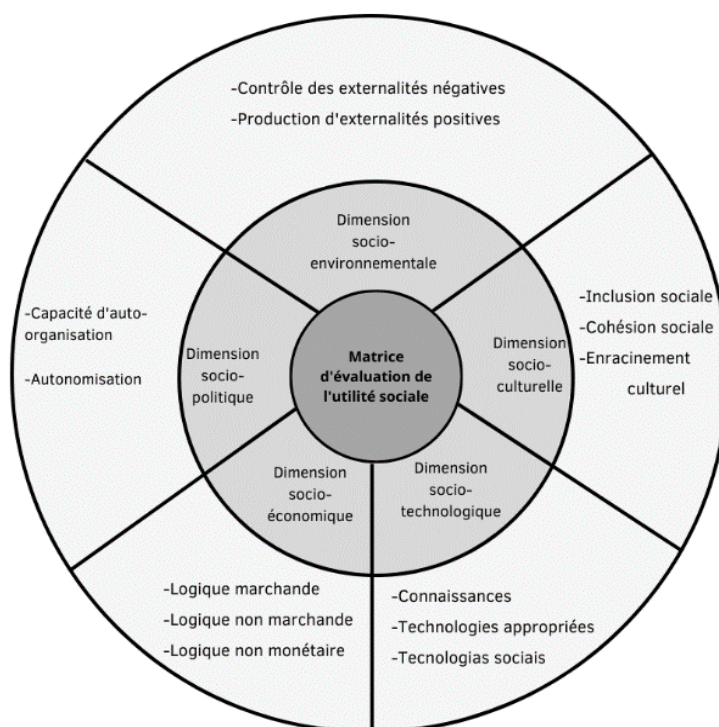 -Contrôle des externalités négatives
-Production d'externalités positives
Dimension
socio-
environnementale
-Capacité d'auto-
organisation
-Autonomisation
Dimension
socio-
politique
Matrice
d'évaluation de
l'utilité sociale
Dimension
socio-
culturelle
-Inclusion sociale
-Cohésion sociale
-Enracinement
culturel
Dimension
socio-
économique
Dimension
socio-
technologique
-Logique marchande
-Logique non marchande
-Logique non monétaire
-Connaissances
-Technologies appropriées
-Tecnologias sociais